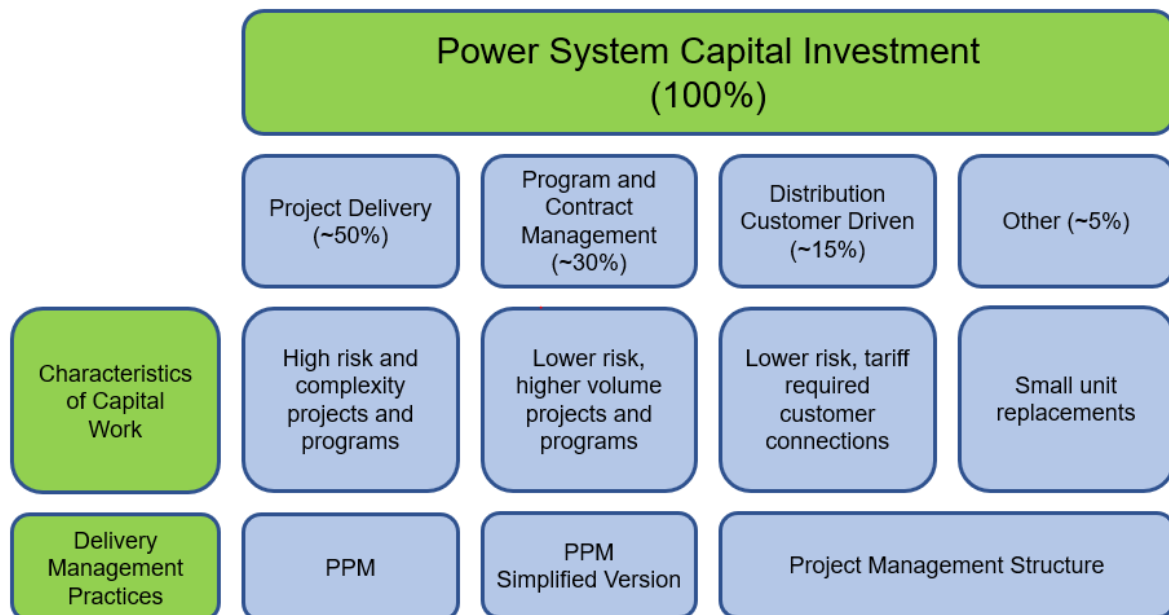 Power System Capital Investment
(100%)
Project Delivery
(~50%)
Program and
Contract
Management
(~30%)
Distribution
Customer Driven
(~15%)
Other (~5%)
Characteristics
of Capital
Work
High risk and
complexity
projects and
programs
Lower risk,
higher volume
projects and
programs
Lower risk, tariff
required
customer
connections
Small unit
replacements
Delivery
Management
Practices
PPM
PPM
Simplified Version
Project Management Structure